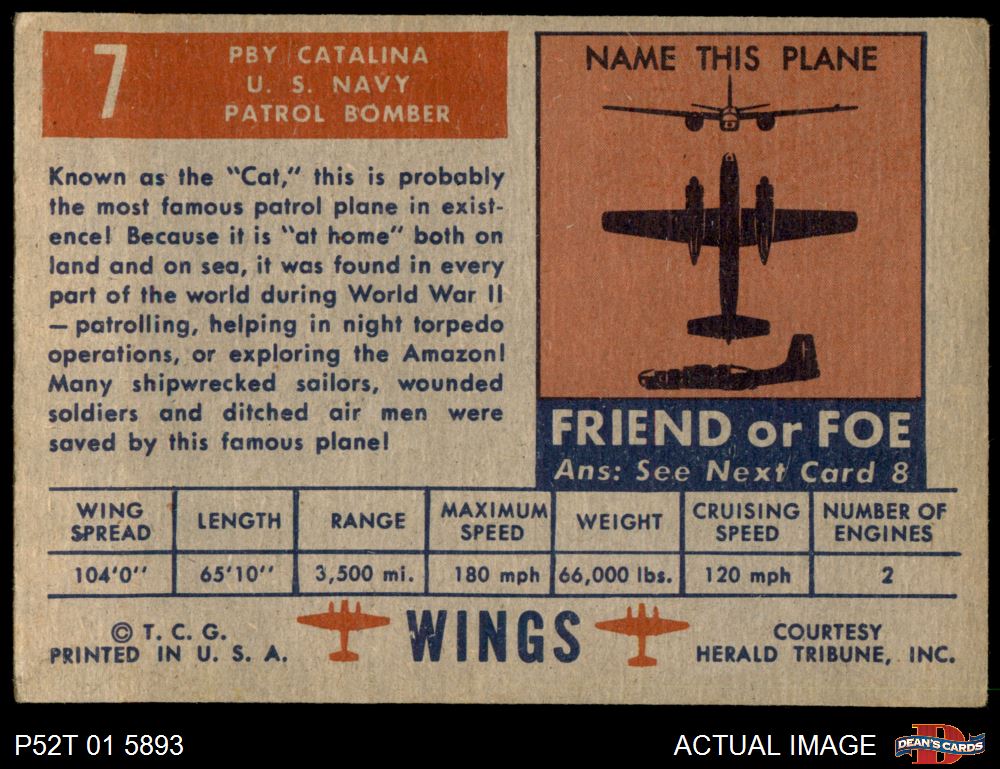 7
PBY CATALINA
U. S. NAVY
PATROL BOMBER
Known as the "Cat," this is probably
the most famous patrol plane in exist-
ence! Because it is "at home" both on
land and on sea, it was found in every
part of the world during World War II
— patrolling, helping in night torpedo
operations, or exploring the Amazon!
Many shipwrecked sailors, wounded
soldiers and ditched air men were
saved by this famous plane!
NAME THIS PLANE
FRIEND or FOE
Ans: See Next Card 8
WING SPREAD LENGTH RANGE MAXIMUM SPEED WEIGHT CRUISING SPEED NUMBER OF ENGINES
104'0'' 65'10'' 3,500 mi. 180 mph 66,000 lbs. 120 mph 2
© T. C. G.
PRINTED IN U. S. A.
WINGS
COURTESY
HERALD TRIBUNE, INC.
P52T 01 5893
ACTUAL IMAGE
D
DEAN'S CARDS